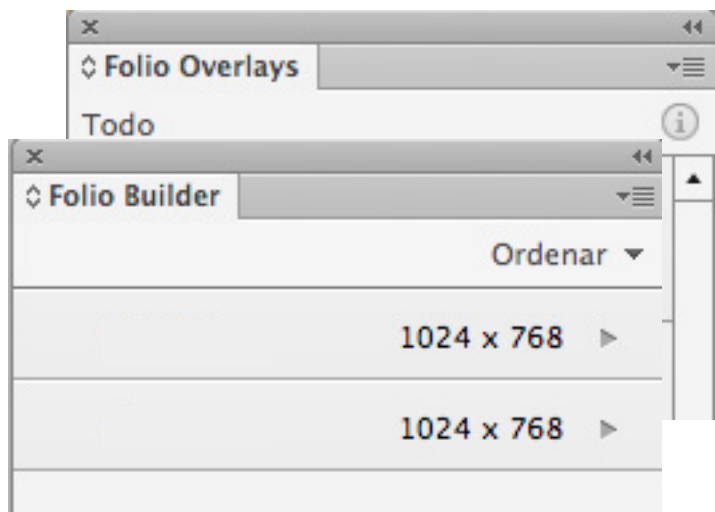 Folio Overlays
Todo
Folio Builder
Ordenar
1024 x 768
1024 x 768